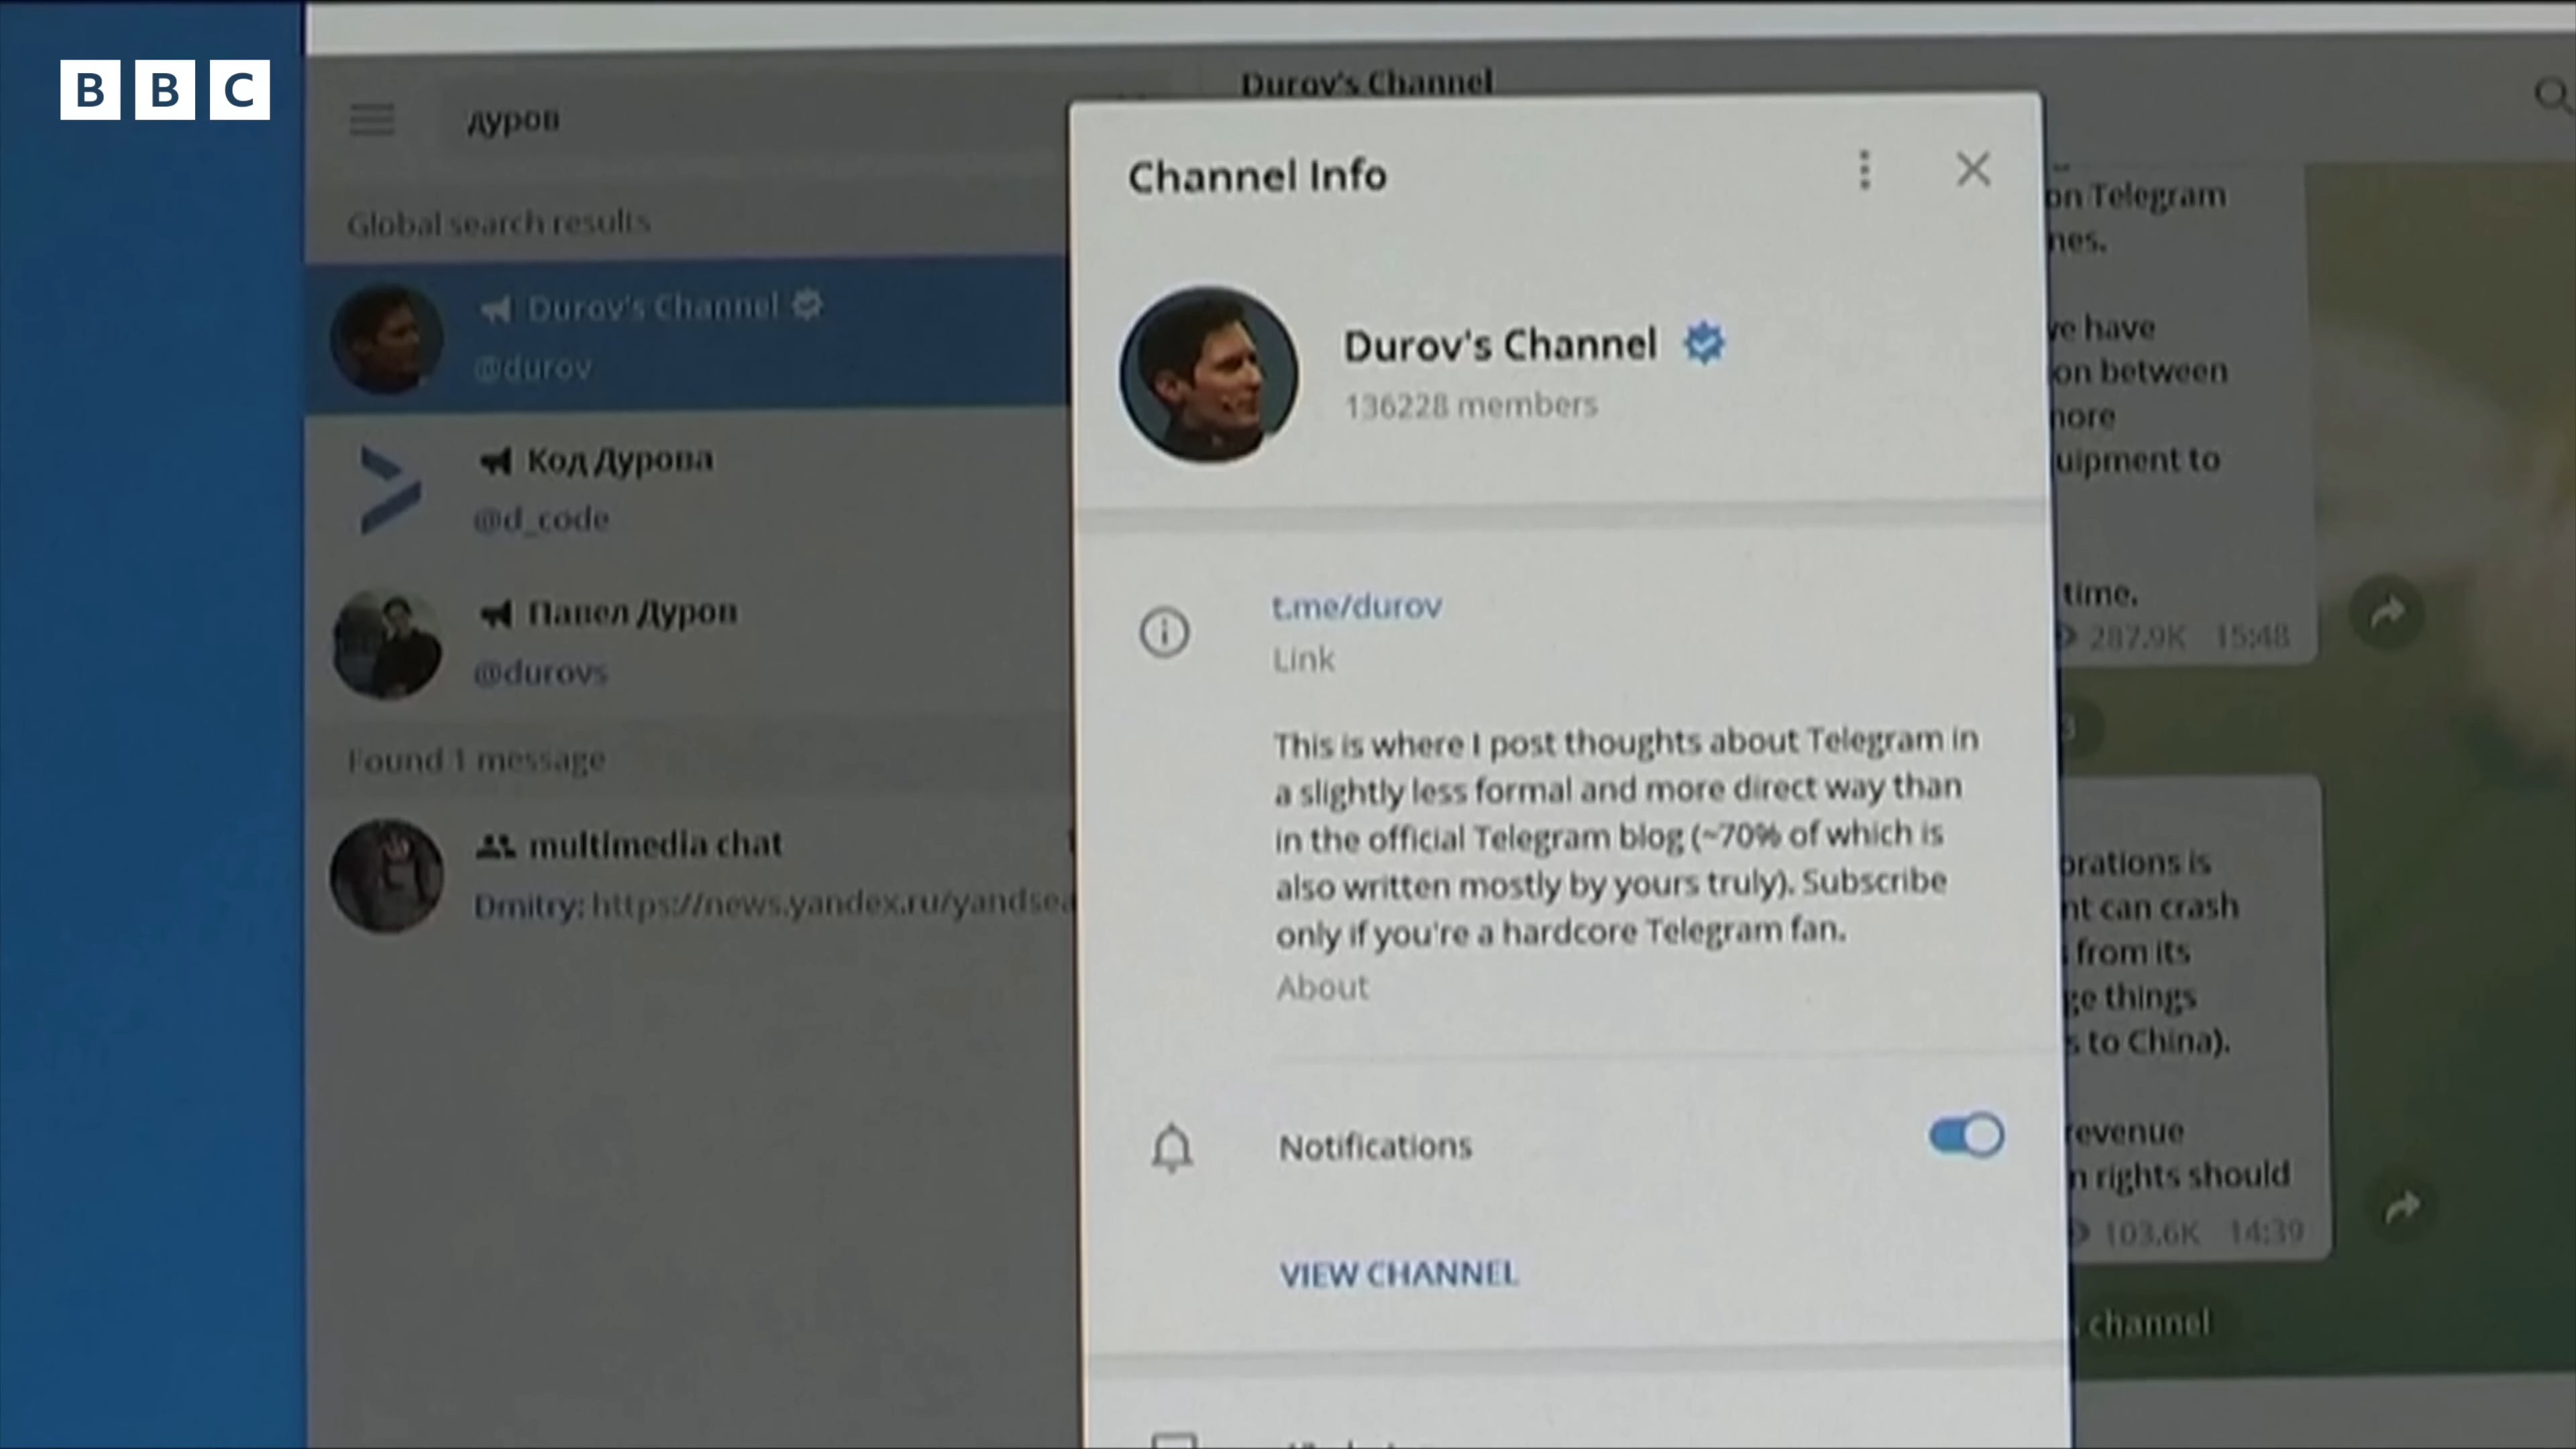 BBC
дуров
Global search results
Durov's Channel
@durov
Код Дурова
@d_code
Павел Дуров
@durovs
Found 1 message
multimedia chat
Dmitry: https://news.yandex.ru/yandsea
Durov's Channel
Channel Info
Durov's Channel
136228 members
t.me/durov
Link
This is where I post thoughts about Telegram in
a slightly less formal and more direct way than
in the official Telegram blog (~70% of which is
also written mostly by yours truly). Subscribe
only if you're a hardcore Telegram fan.
About
Notifications
VIEW CHANNEL
on Telegram
nes.
ve have
on between
nore
uipment to
time.
287.9K 15:48
orations is
nt can crash
from its
ge things
s to China).
revenue
n rights should
103.6K 14:39
channel